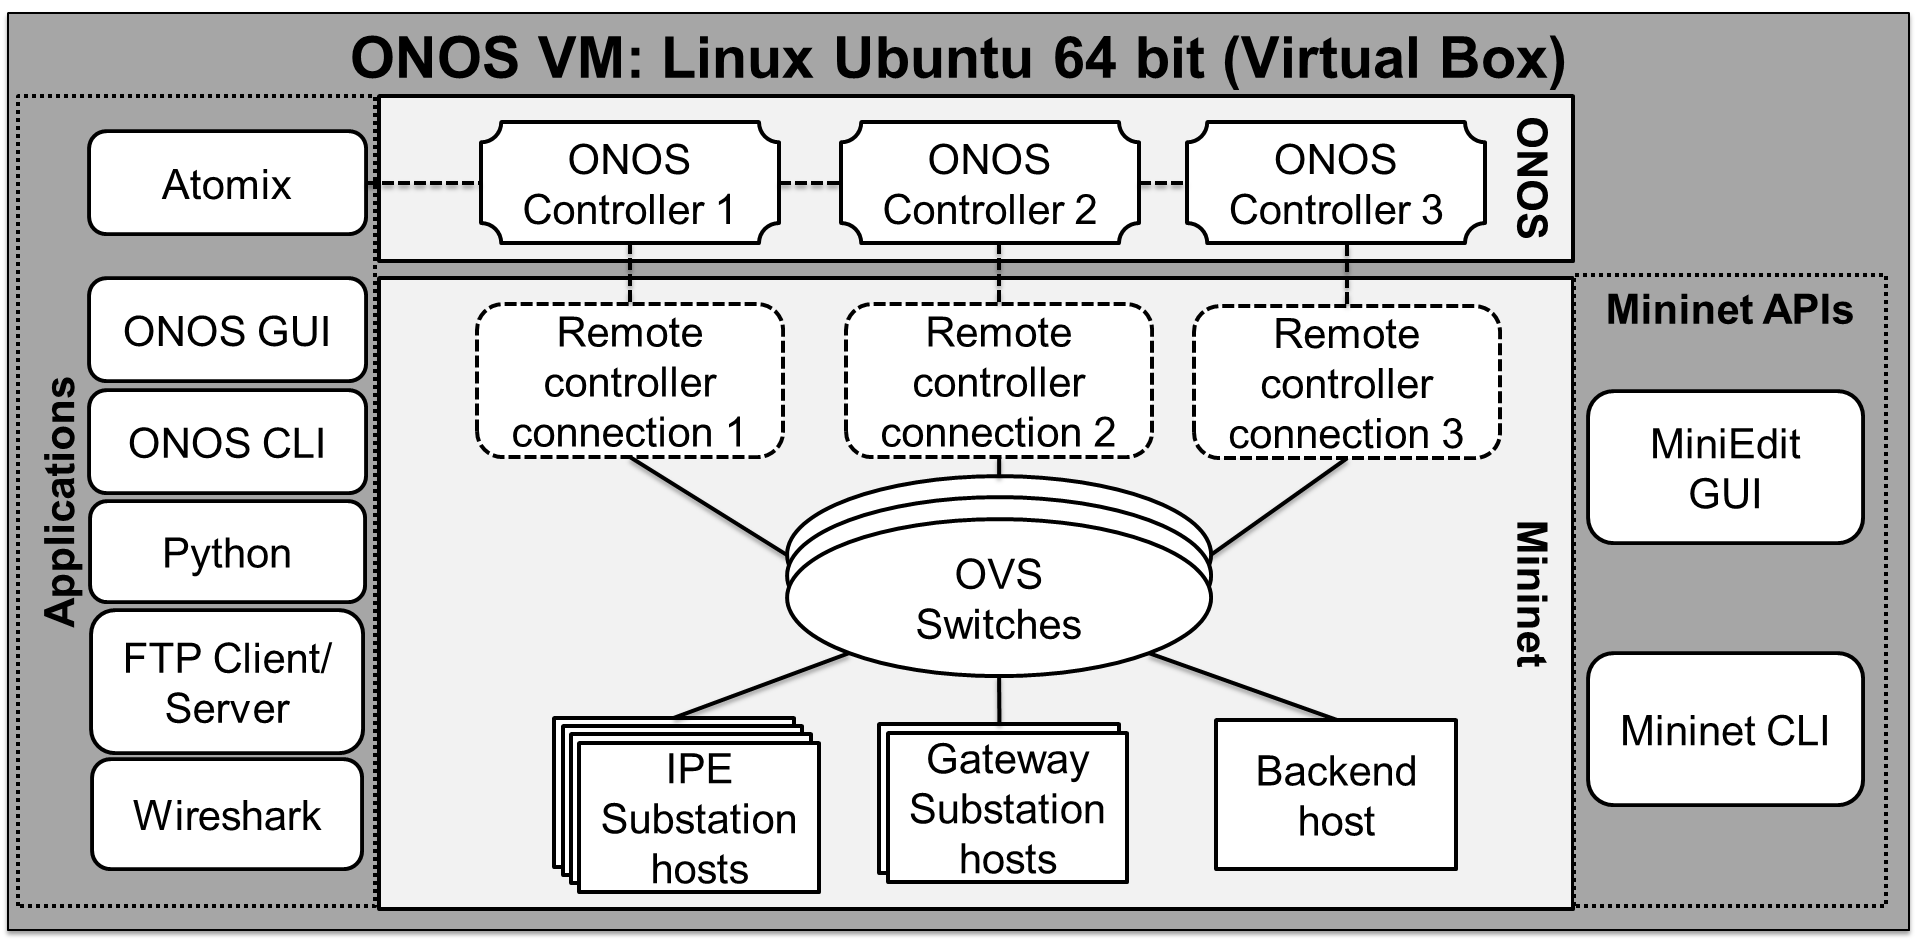 ONOS VM: Linux Ubuntu 64 bit (Virtual Box)
Applications
Atomix
ONOS GUI
ONOS CLI
Python
FTP Client/
Server
Wireshark
ONOS
Controller 1
ONOS
Controller 2
ONOS
Controller 3
ONOS
Remote
controller
connection 1
Remote
controller
connection 2
Remote
controller
connection 3
OVS
Switches
IPE
Substation
hosts
Gateway
Substation
hosts
Backend
host
Mininet
Mininet APIs
MiniEdit
GUI
Mininet CLI